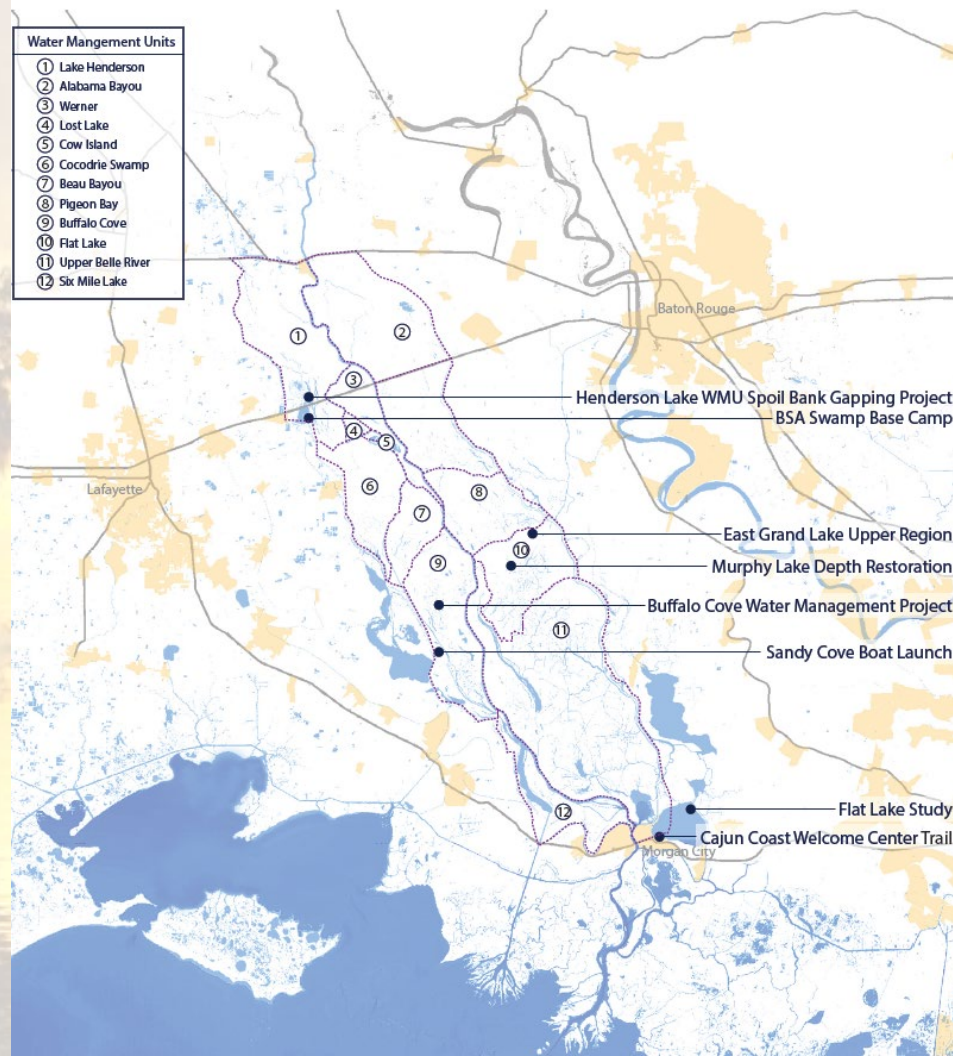 Water Mangement Units
1 Lake Henderson
2 Alabama Bayou
3 Werner
4 Lost Lake
5 Cow Island
6 Cocodrie Swamp
7 Beau Bayou
8 Pigeon Bay
9 Buffalo Cove
10 Flat Lake
11 Upper Belle River
12 Six Mile Lake
Baton Rouge
2
1
3
Henderson Lake WMU Spoil Bank Gapping Project
BSA Swamp Base Camp
4
5
Lafayette
6
8
7
East Grand Lake Upper Region
10
9
Murphy Lake Depth Restoration
Buffalo Cove Water Management Project
11
Sandy Cove Boat Launch
Flat Lake Study
12
Cajun Coast Welcome Center Trail
Morgan City